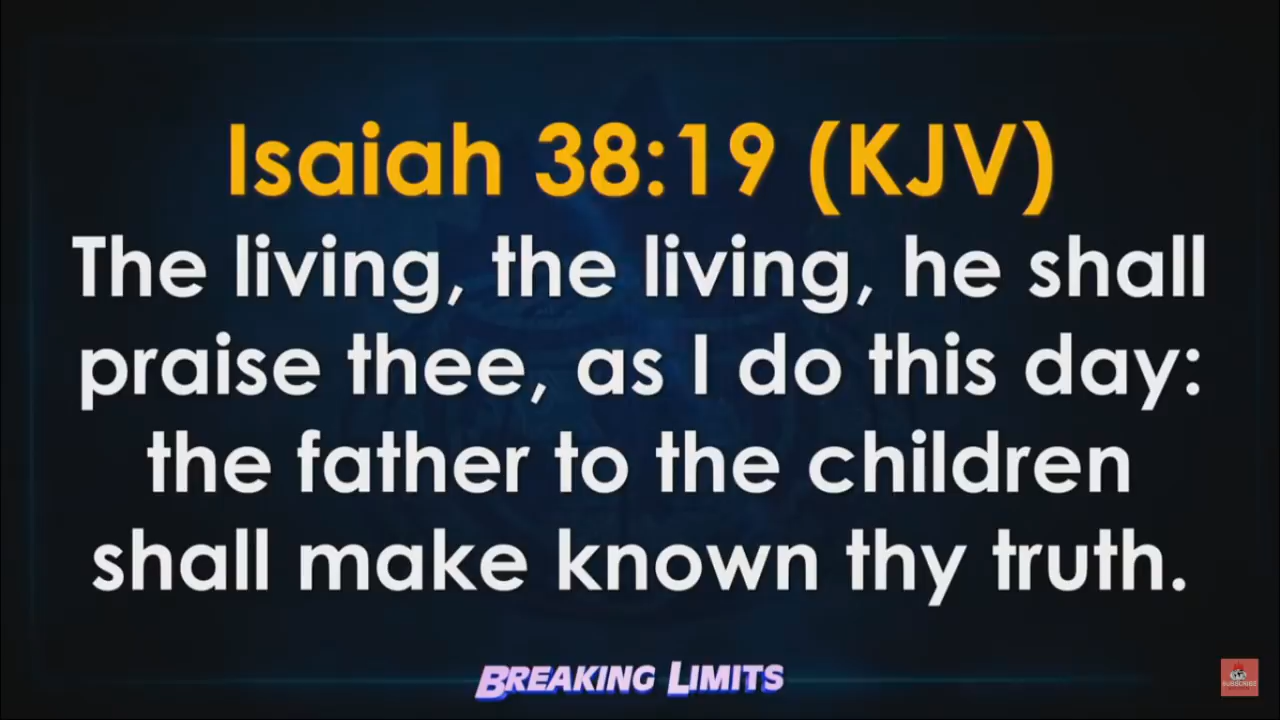 Isaiah 38:19 (KJV)
The living, the living, he shall
praise thee, as I do this day:
the father to the children
shall make known thy truth.
BREAKING LIMITS
SUBSCRIBE